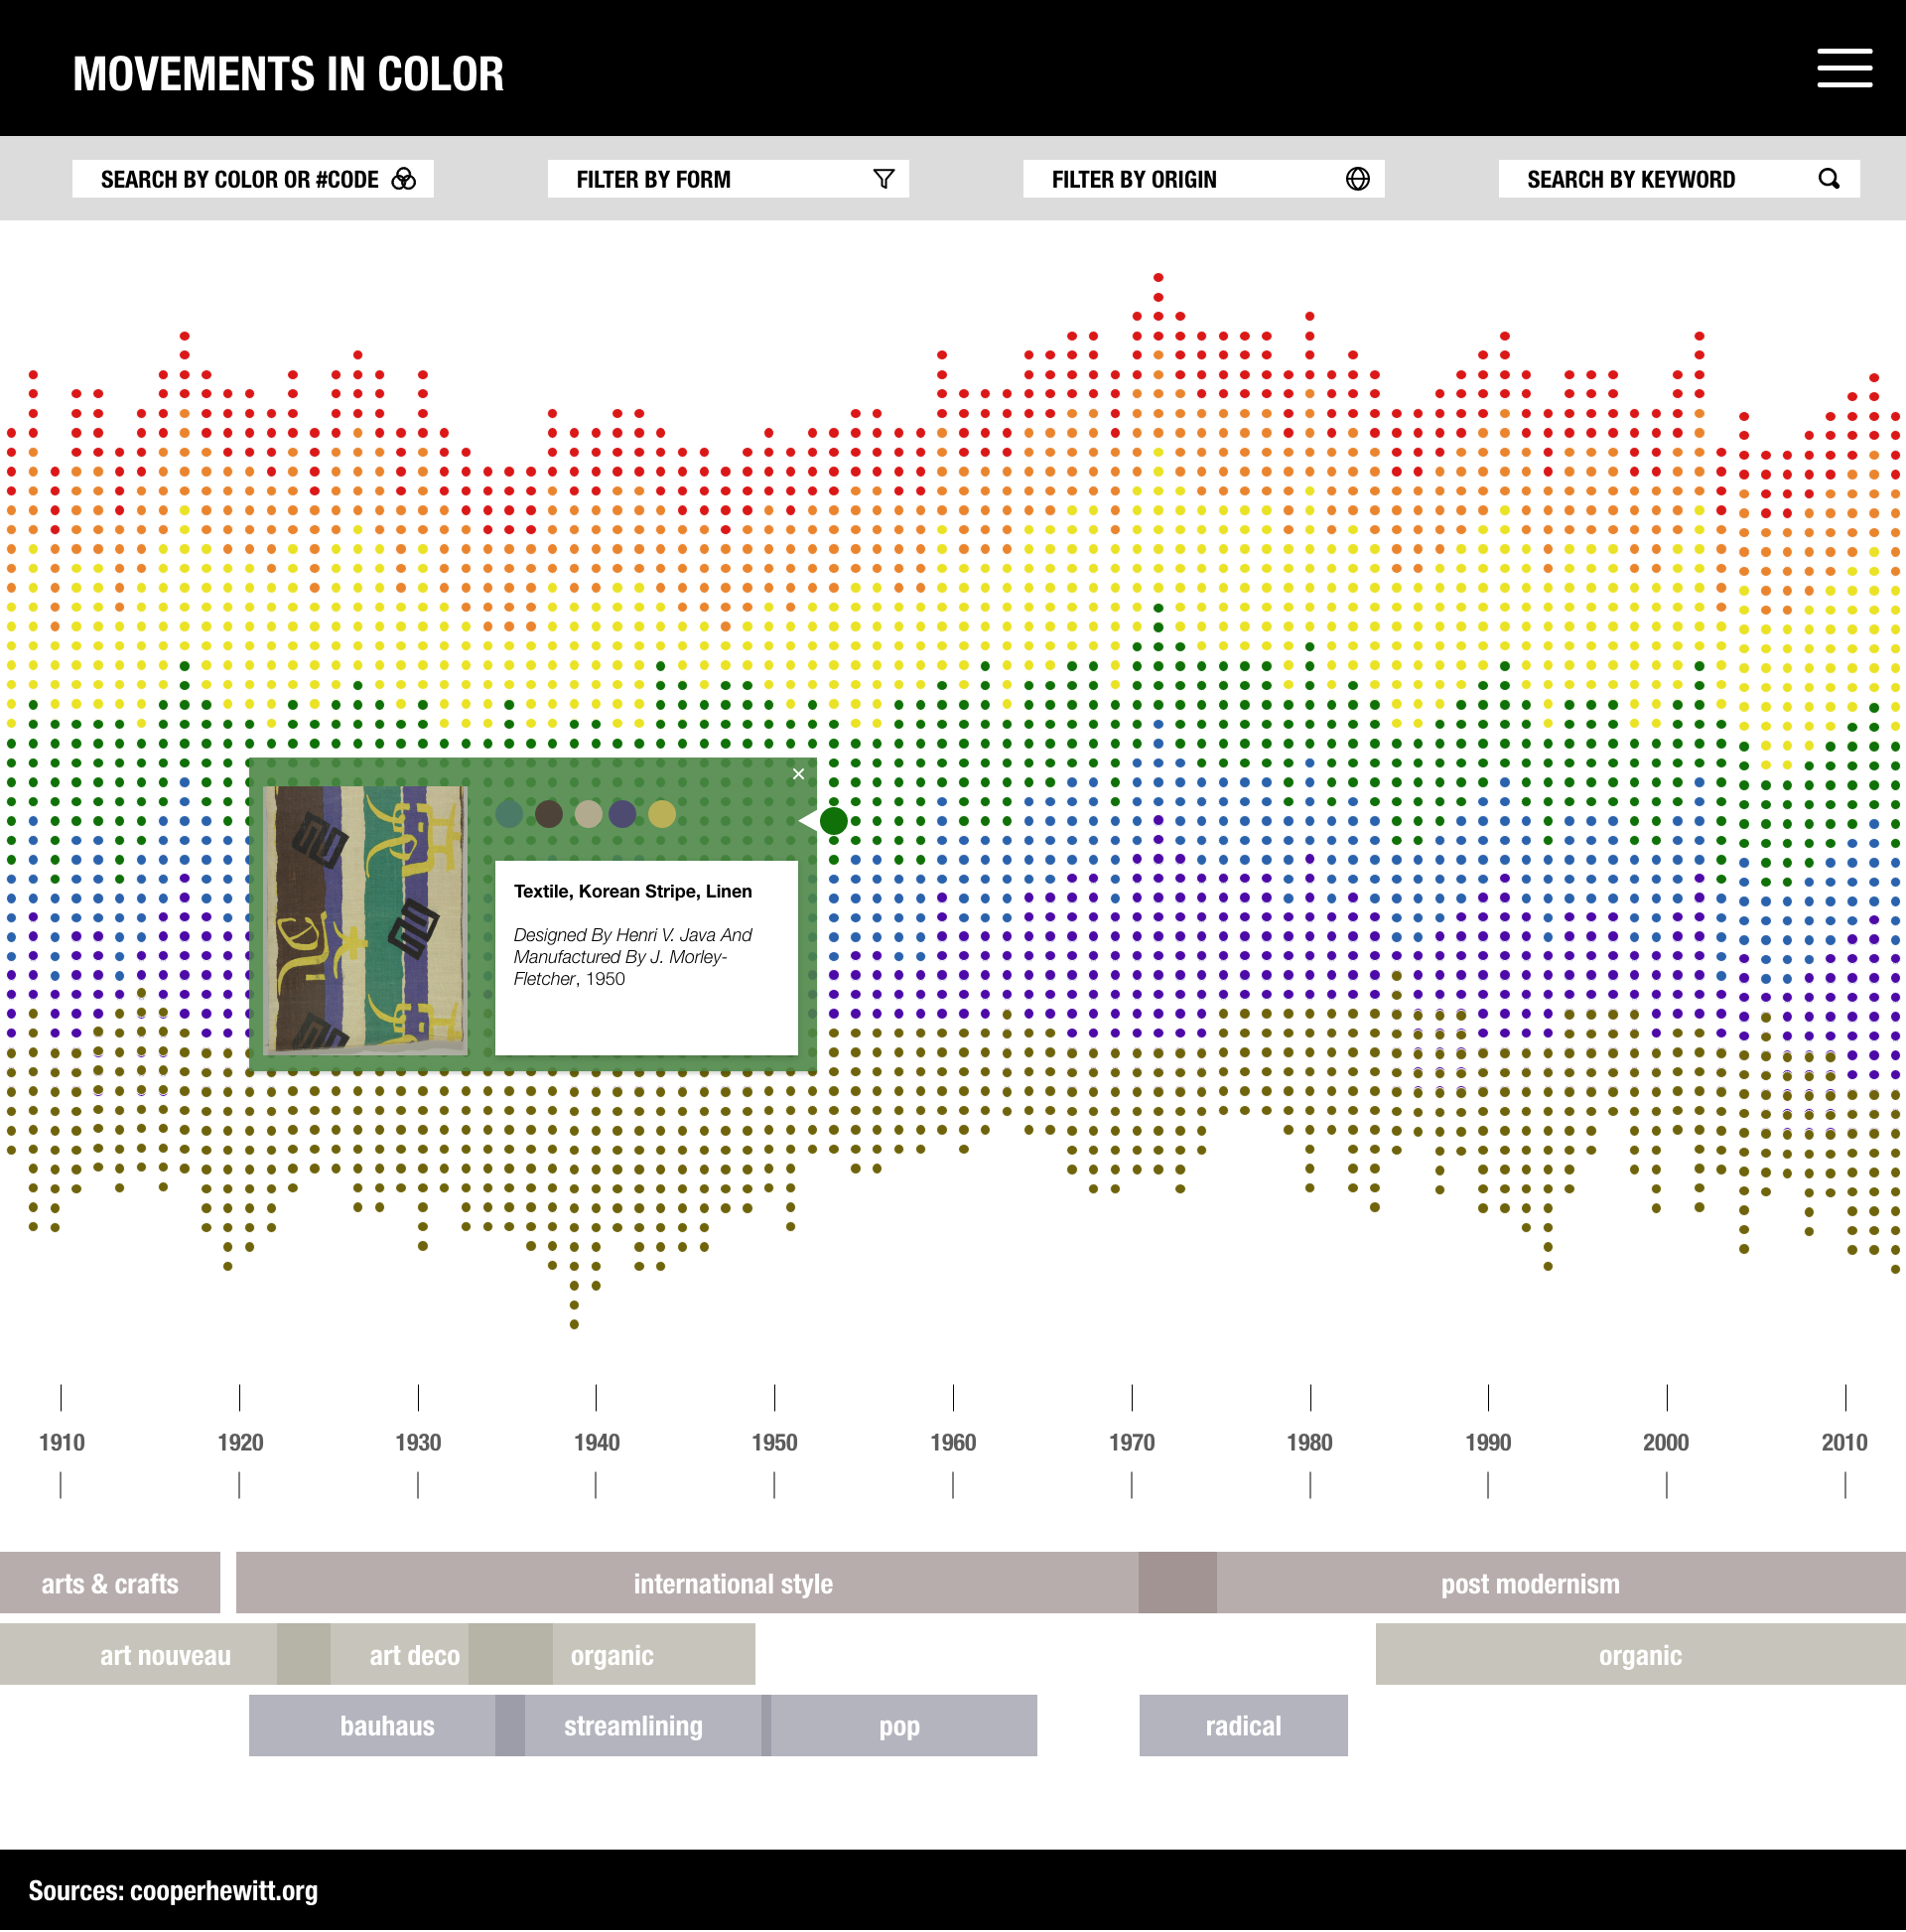 MOVEMENTS IN COLOR
SEARCH BY COLOR OR #CODE
FILTER BY FORM
FILTER BY ORIGIN
SEARCH BY KEYWORD
Textile, Korean Stripe, Linen
Designed By Henri V. Java And
Manufactured By J. Morley-
Fletcher, 1950
1910 1920 1930 1940 1950 1960 1970 1980 1990 2000 2010
arts & crafts international style post modernism
art nouveau art deco organic organic
bauhaus streamlining pop radical
Sources: cooperhewitt.org